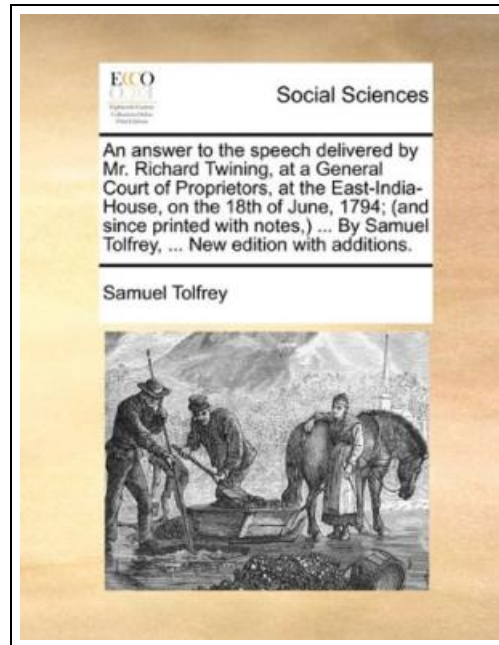 ECCO
Social Sciences
An answer to the speech delivered by
Mr. Richard Twining, at a General
Court of Proprietors, at the East-India-
House, on the 18th of June, 1794; (and
since printed with notes,) ... By Samuel
Tolfrey, ... New edition with additions.
Samuel Tolfrey